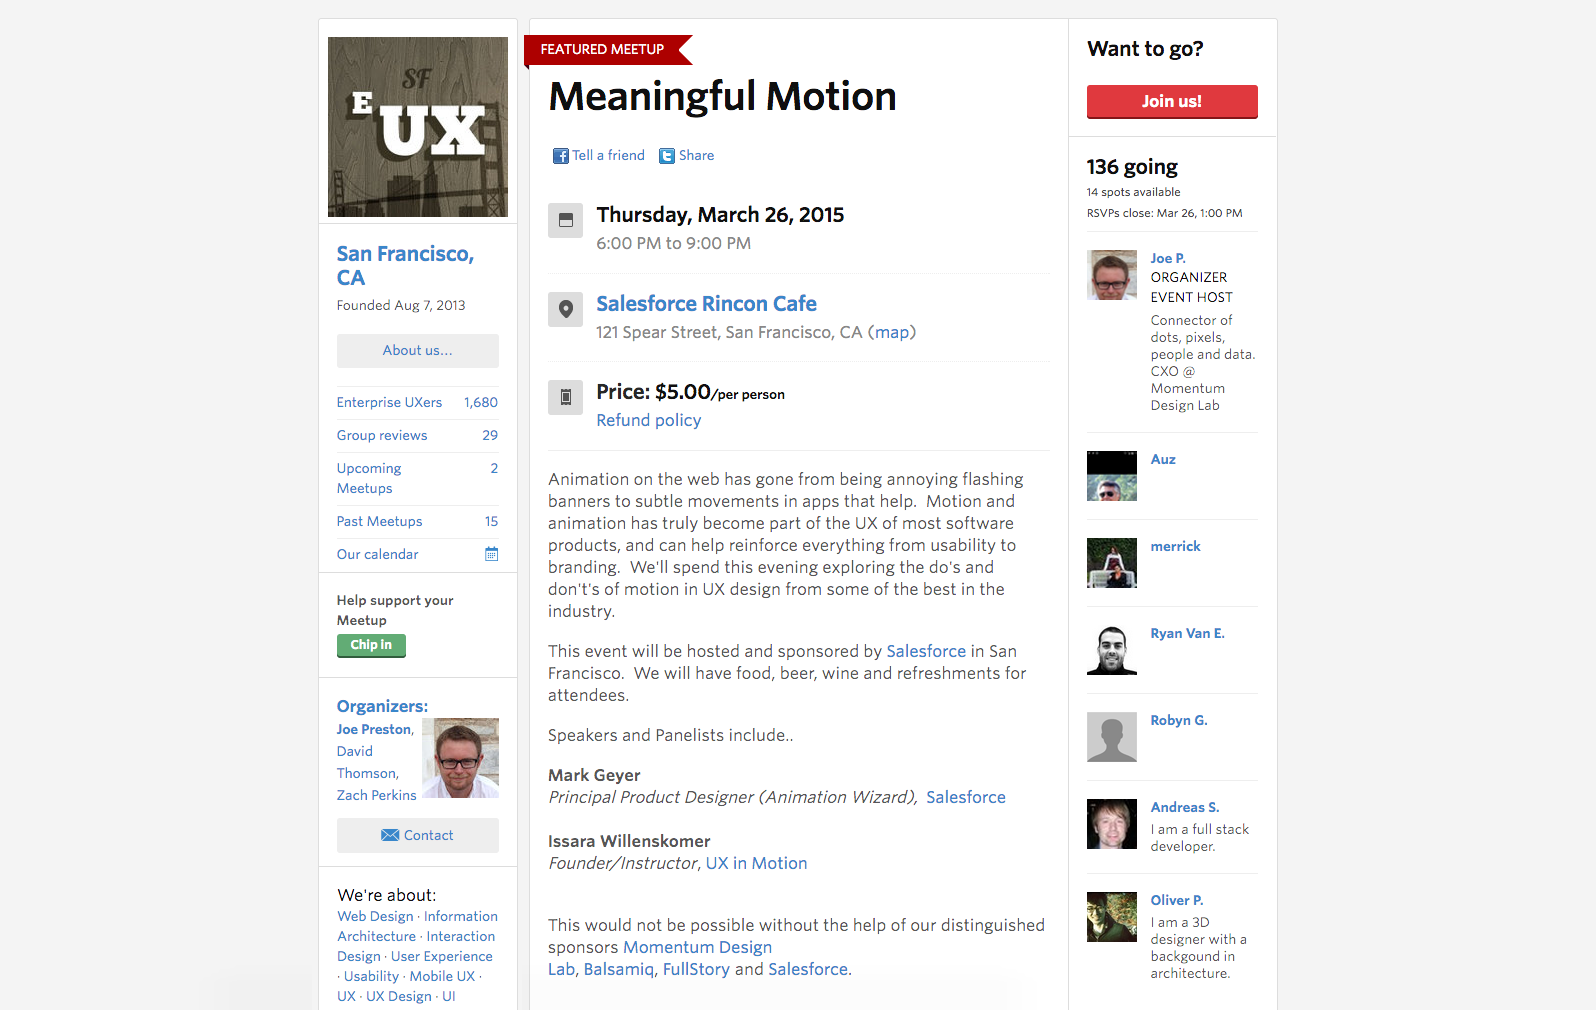 SF
E UX
San Francisco,
CA
Founded Aug 7, 2013
About us...
Enterprise UXers 1,680
Group reviews 29
Upcoming 2
Meetups
Past Meetups 15
Our calendar
Help support your
Meetup
Chip in
Organizers:
Joe Preston,
David
Thomson,
Zach Perkins
Contact
We're about:
Web Design · Information
Architecture · Interaction
Design · User Experience
· Usability · Mobile UX ·
UX · UX Design · UI
FEATURED MEETUP
Meaningful Motion
Tell a friend Share
Thursday, March 26, 2015
6:00 PM to 9:00 PM
Salesforce Rincon Cafe
121 Spear Street, San Francisco, CA (map)
Price: $5.00/per person
Refund policy
Animation on the web has gone from being annoying flashing
banners to subtle movements in apps that help.  Motion and
animation has truly become part of the UX of most software
products, and can help reinforce everything from usability to
branding.  We'll spend this evening exploring the do's and
don't's of motion in UX design from some of the best in the
industry.
This event will be hosted and sponsored by Salesforce in San
Francisco.  We will have food, beer, wine and refreshments for
attendees.
Speakers and Panelists include..
Mark Geyer
Principal Product Designer (Animation Wizard),  Salesforce
Issara Willenskomer
Founder/Instructor, UX in Motion
This would not be possible without the help of our distinguished
sponsors Momentum Design
Lab, Balsamiq, FullStory and Salesforce.
Want to go?
Join us!
136 going
14 spots available
RSVPs close: Mar 26, 1:00 PM
Joe P.
ORGANIZER
EVENT HOST
Connector of
dots, pixels,
people and data.
CXO @
Momentum
Design Lab
Auz
merrick
Ryan Van E.
Robyn G.
Andreas S.
I am a full stack
developer.
Oliver P.
I am a 3D
designer with a
backgound in
architecture.